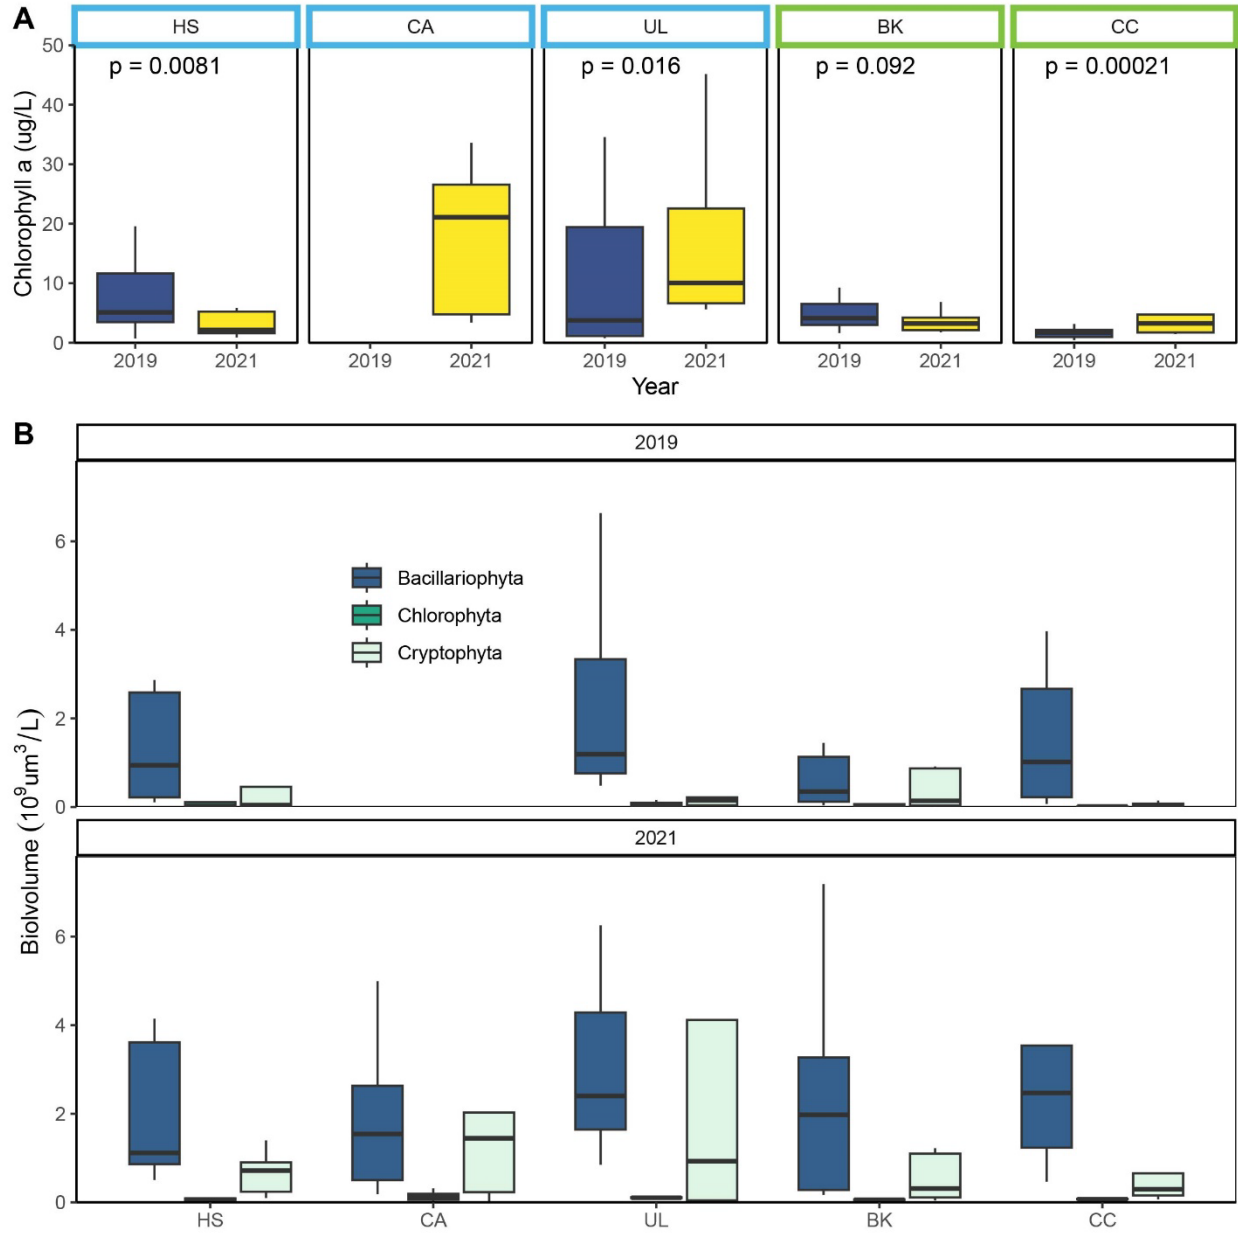 A
HS CA UL BK CC
p = 0.0081 p = 0.016 p = 0.092 p = 0.00021
Chlorophyll a (ug/L)
50
40
30
20
10
0
2019 2021 2019 2021 2019 2021 2019 2021 2019 2021
Year
B
2019
Bacillariophyta
Chlorophyta
Cryptophyta
6
4
2
0
Biolvolume (10⁹um³/L)
2021
6
4
2
0
HS CA UL BK CC